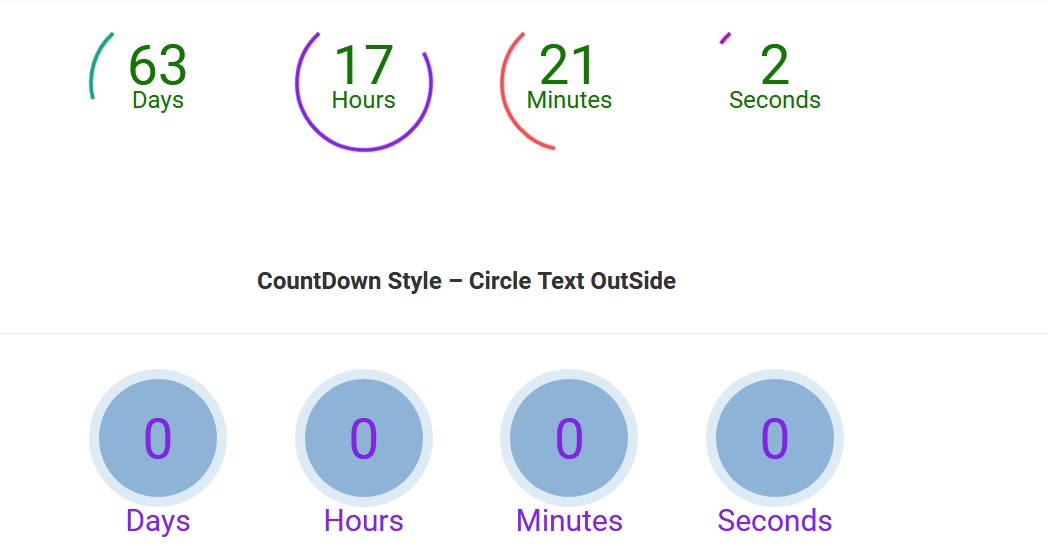 63 17 21 2
Days Hours Minutes Seconds
CountDown Style – Circle Text OutSide
0 0 0 0
Days Hours Minutes Seconds